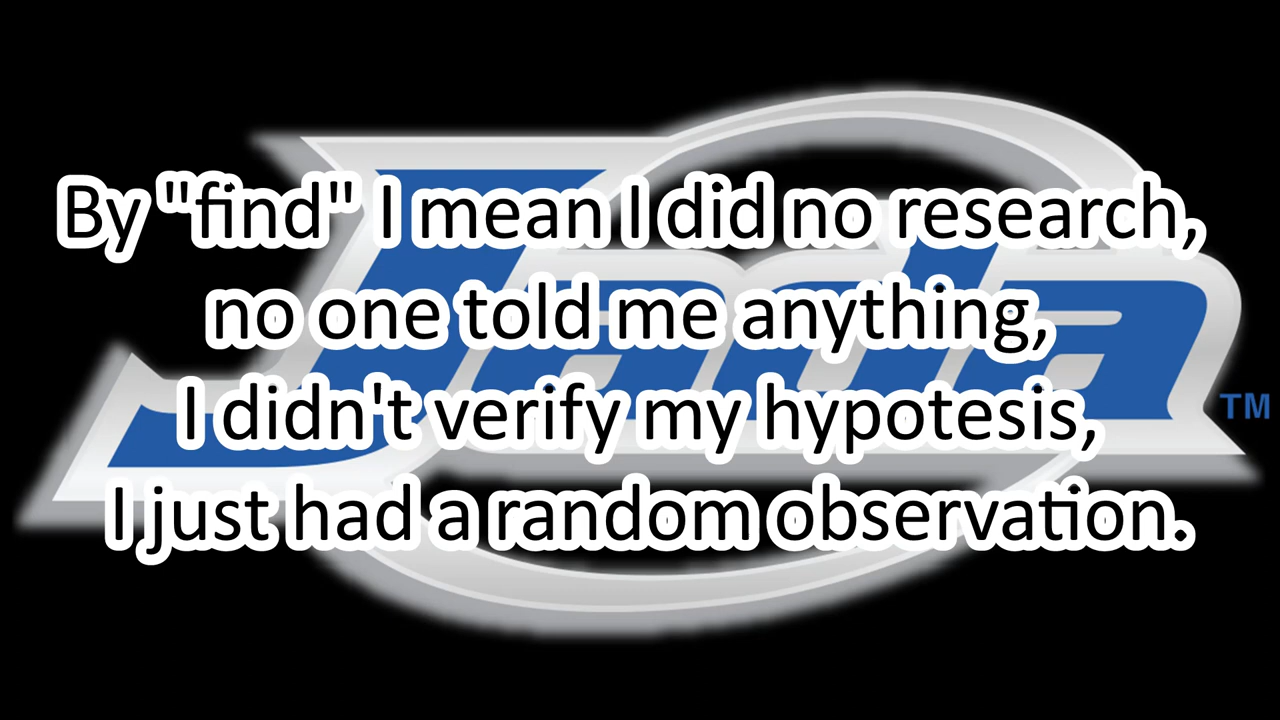 By "find" I mean I did no research,
no one told me anything,
I didn't verify my hypotesis,
I just had a random observation.
Jada
TM